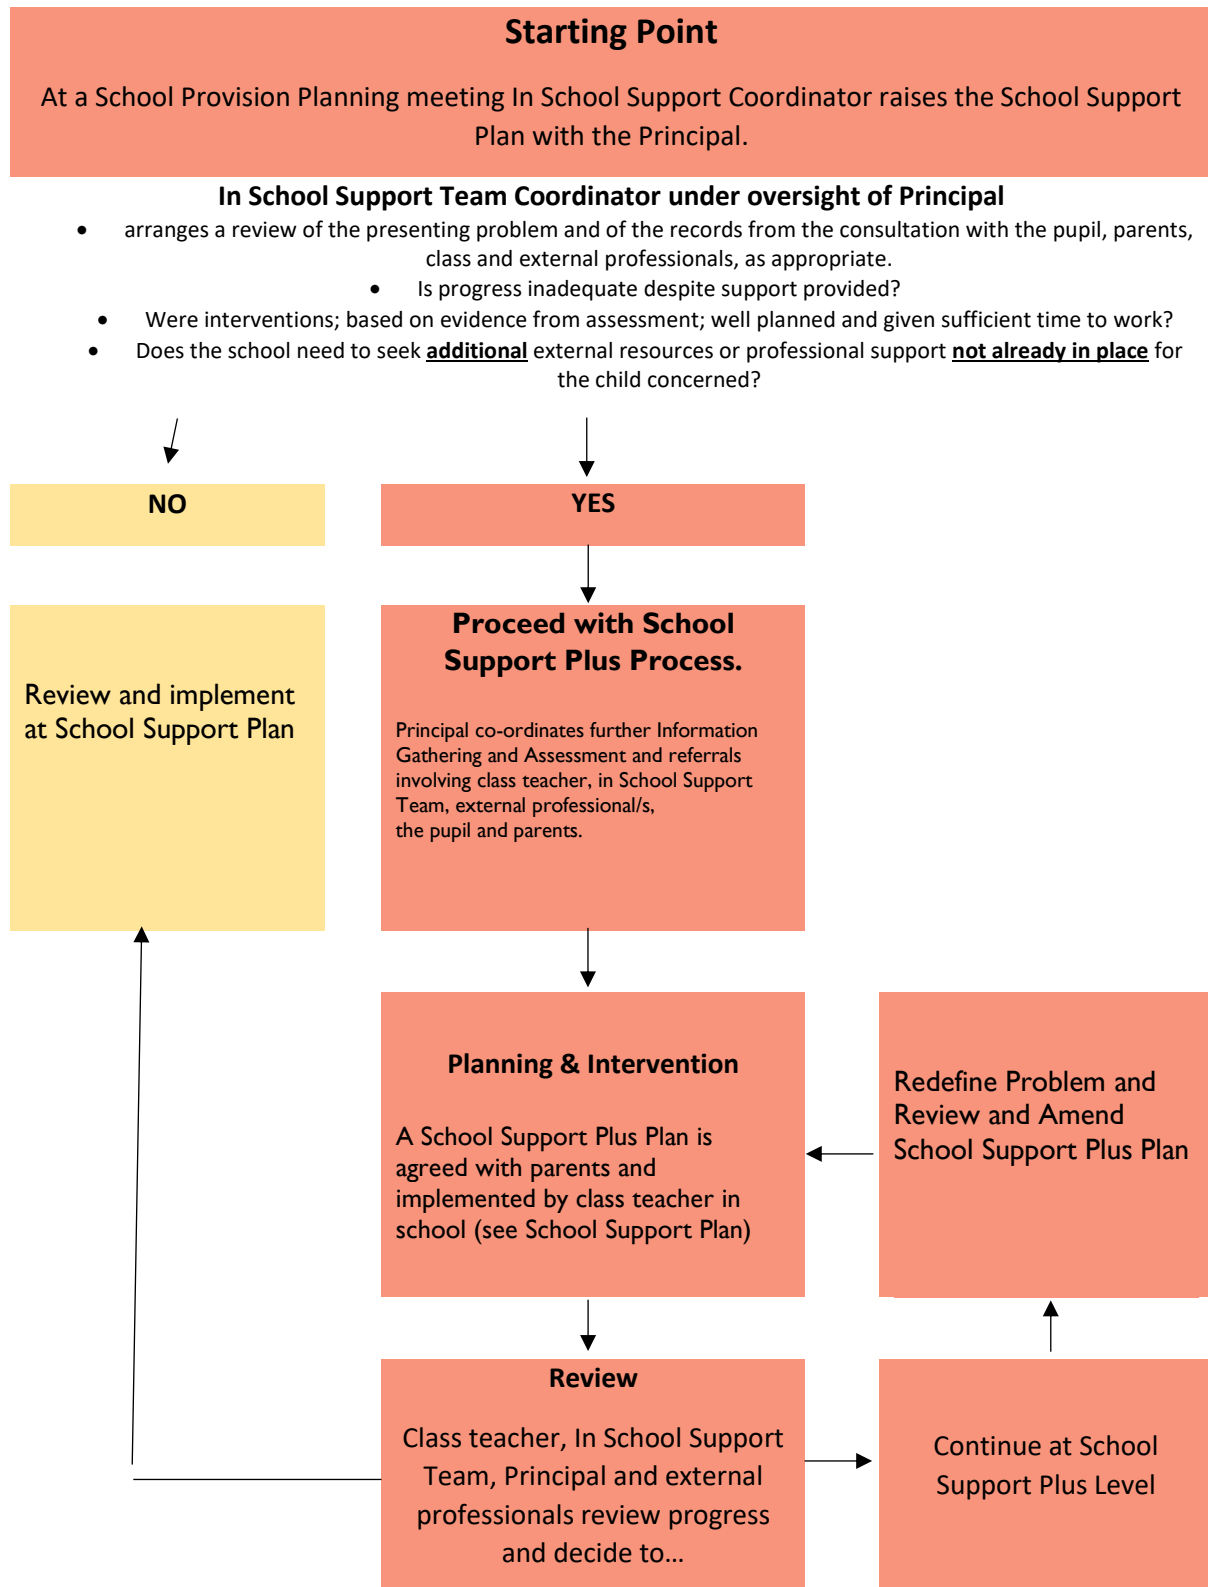 Starting Point
At a School Provision Planning meeting In School Support Coordinator raises the School Support
Plan with the Principal.
In School Support Team Coordinator under oversight of Principal
• arranges a review of the presenting problem and of the records from the consultation with the pupil, parents,
class and external professionals, as appropriate.
• Is progress inadequate despite support provided?
• Were interventions; based on evidence from assessment; well planned and given sufficient time to work?
• Does the school need to seek additional external resources or professional support not already in place for
the child concerned?
NO
YES
Review and implement
at School Support Plan
Proceed with School
Support Plus Process.
Principal co-ordinates further Information
Gathering and Assessment and referrals
involving class teacher, in School Support
Team, external professional/s,
the pupil and parents.
Planning & Intervention
A School Support Plus Plan is
agreed with parents and
implemented by class teacher in
school (see School Support Plan)
Redefine Problem and
Review and Amend
School Support Plus Plan
Review
Class teacher, In School Support
Team, Principal and external
professionals review progress
and decide to…
Continue at School
Support Plus Level